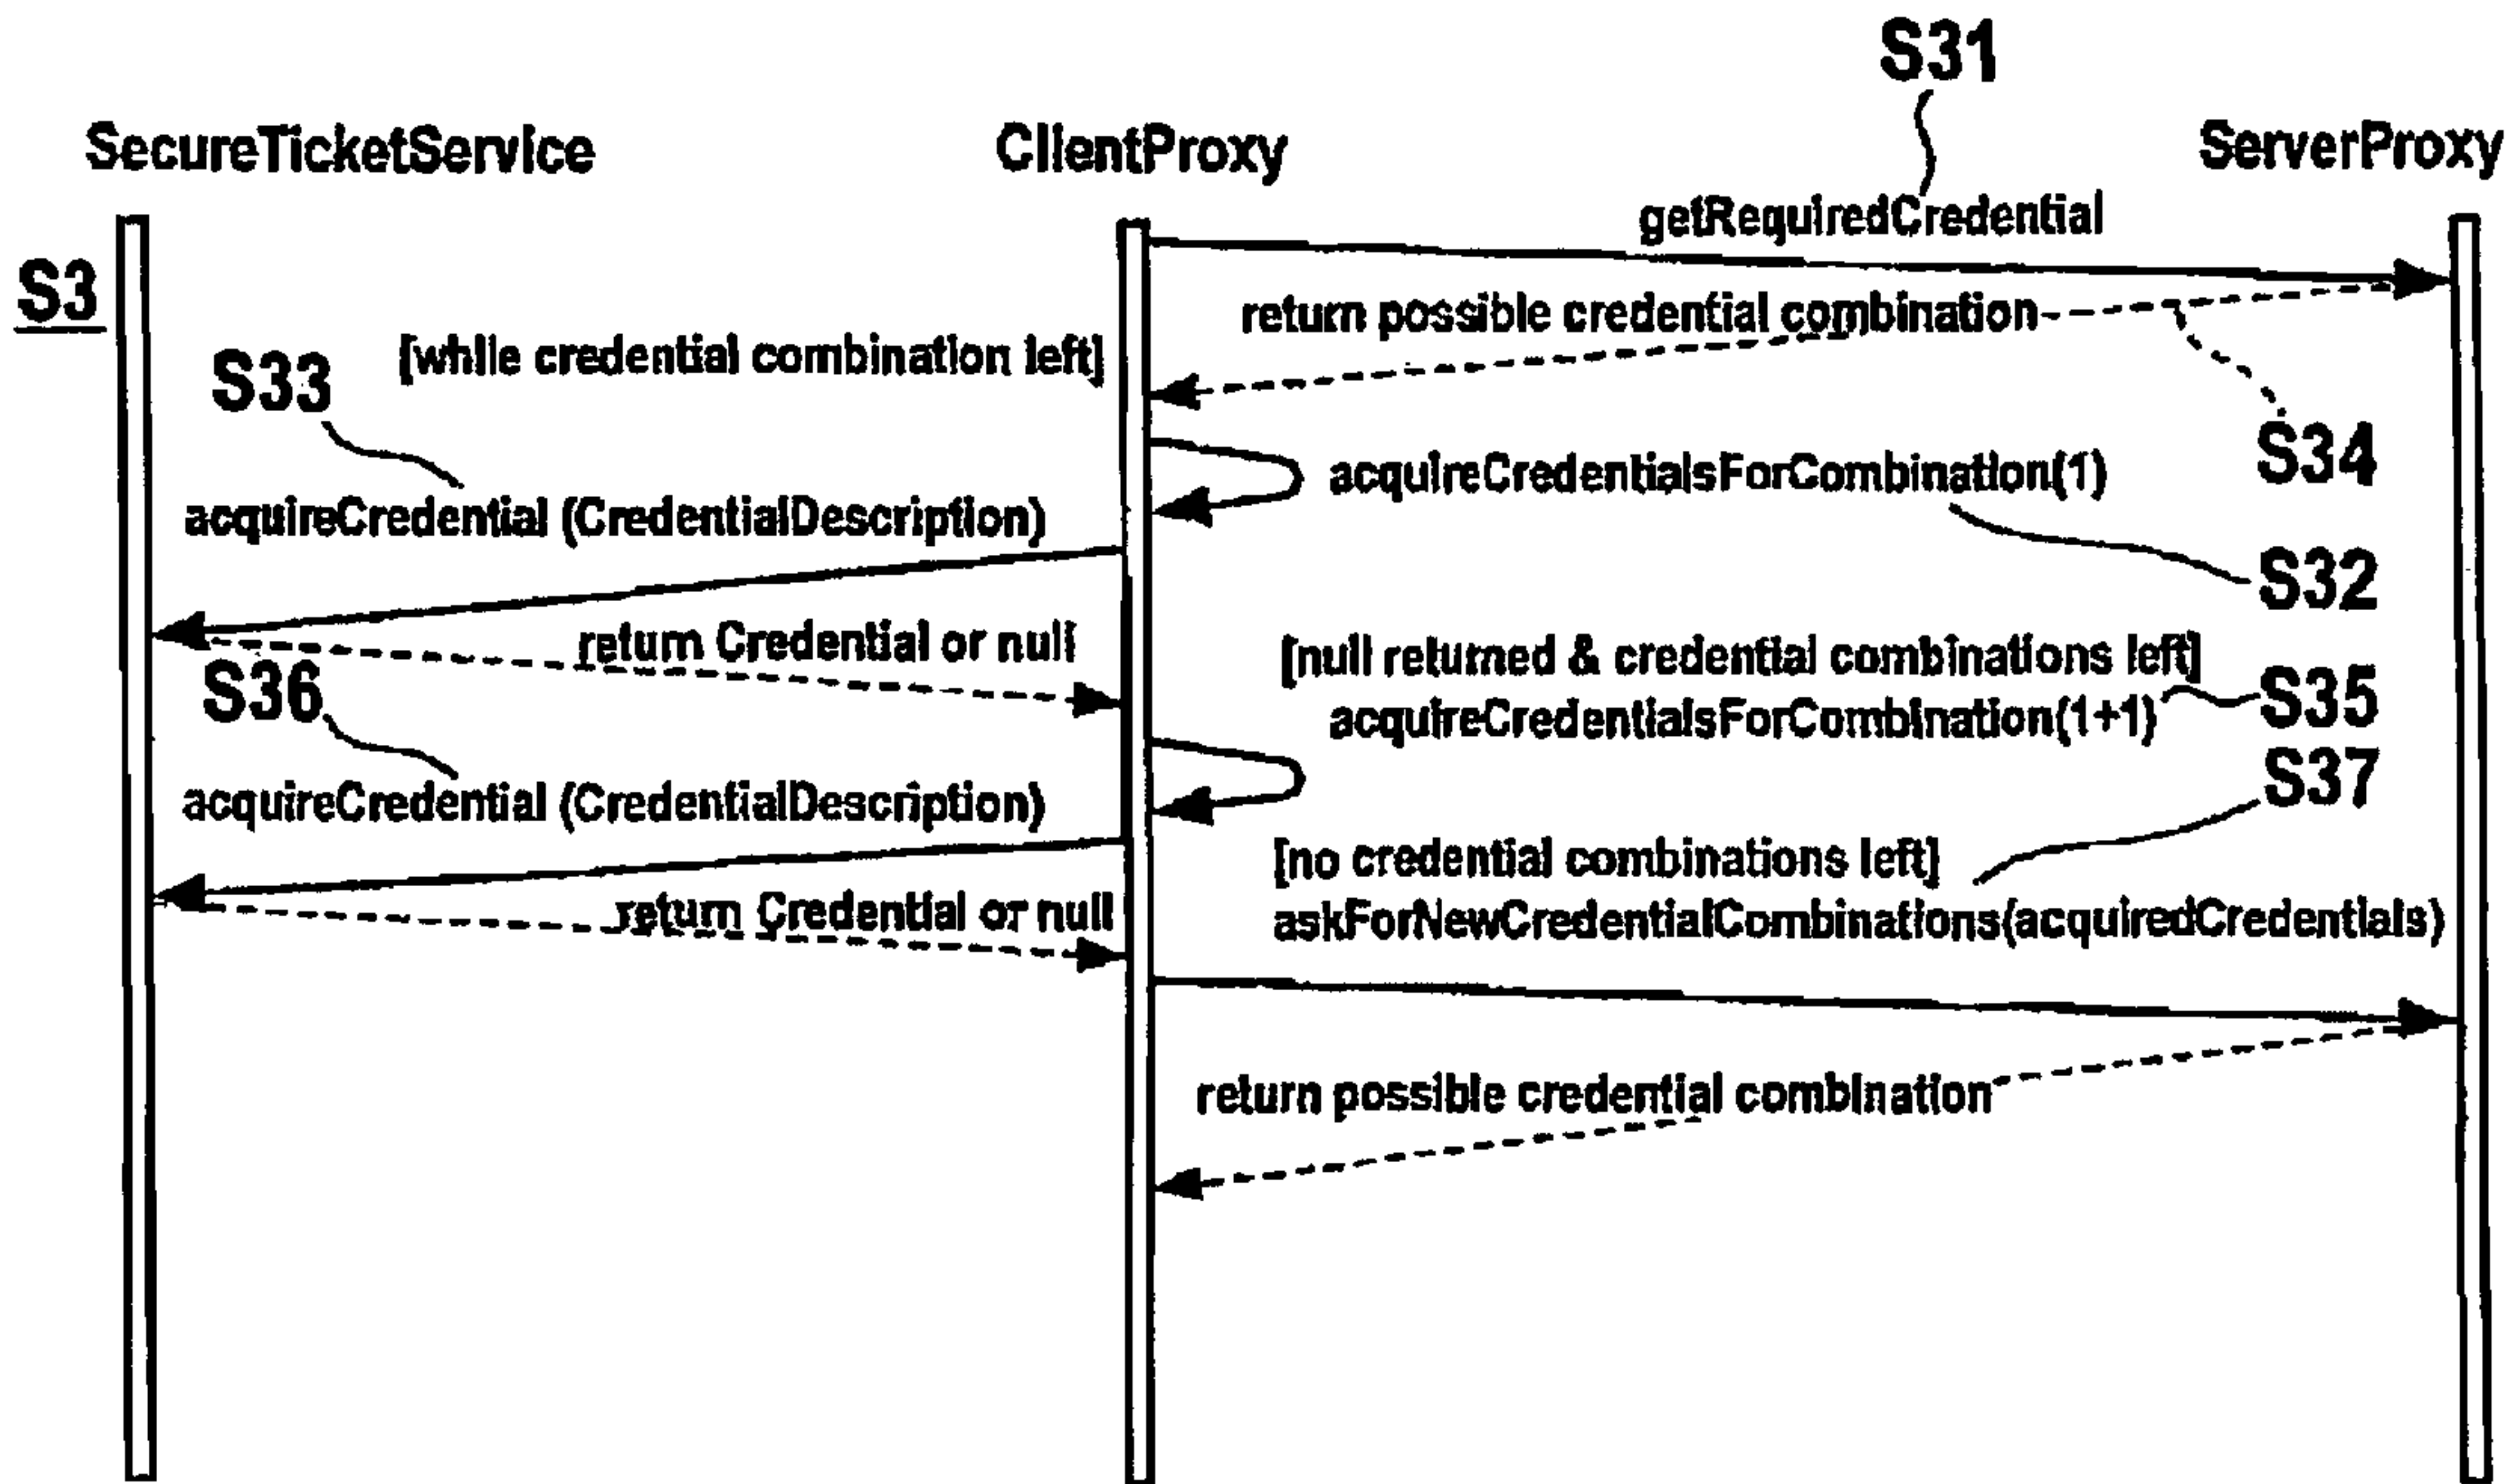 S31
SecureTicketService
ClientProxy
ServerProxy
getRequiredCredential
S3
return possible credential combination
[while credential combination left]
S33
S34
acquireCredentialsForCombination(1)
acquireCredential (CredentialDescription)
S32
return Credential or null
[null returned & credential combinations left]
S36
S35
acquireCredentialsForCombination(1+1)
S37
acquireCredential (CredentialDescription)
[no credential combinations left]
return Credential or null
askForNewCredentialCombinations(acquiredCredentials)
return possible credential combination